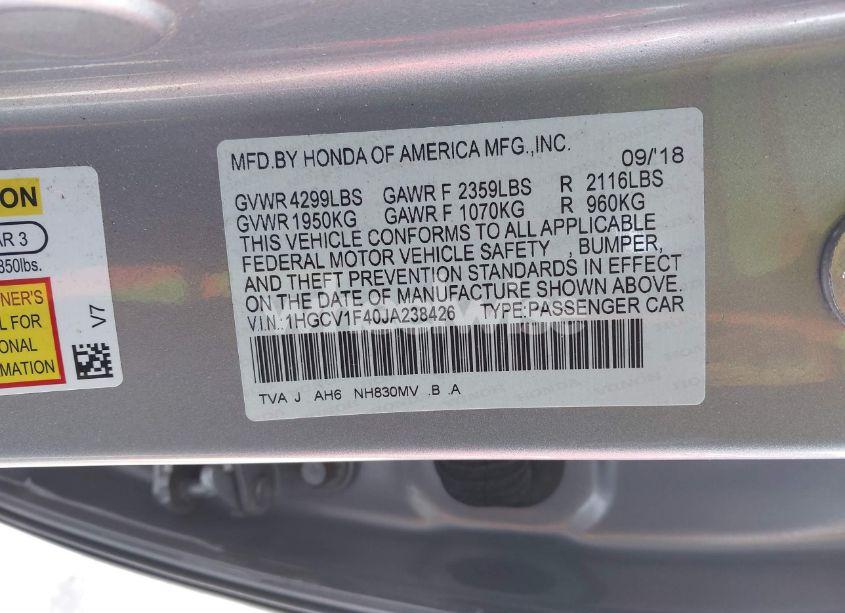 MFD.BY HONDA OF AMERICA MFG.,INC. 09/'18
GVWR 4299LBS GAWR F 2359LBS R 2116LBS
GVWR 1950KG GAWR F 1070KG R 960KG
THIS VEHICLE CONFORMS TO ALL APPLICABLE
FEDERAL MOTOR VEHICLE SAFETY , BUMPER,
AND THEFT PREVENTION STANDARDS IN EFFECT
ON THE DATE OF MANUFACTURE SHOWN ABOVE.
V.I.N.: 1HGCV1F40JA238426 TYPE:PASSENGER CAR
TVA J AH6 NH830MV .B .A
ON
AR 3
850lbs.
NER'S
L FOR
ONAL
MATION
V7